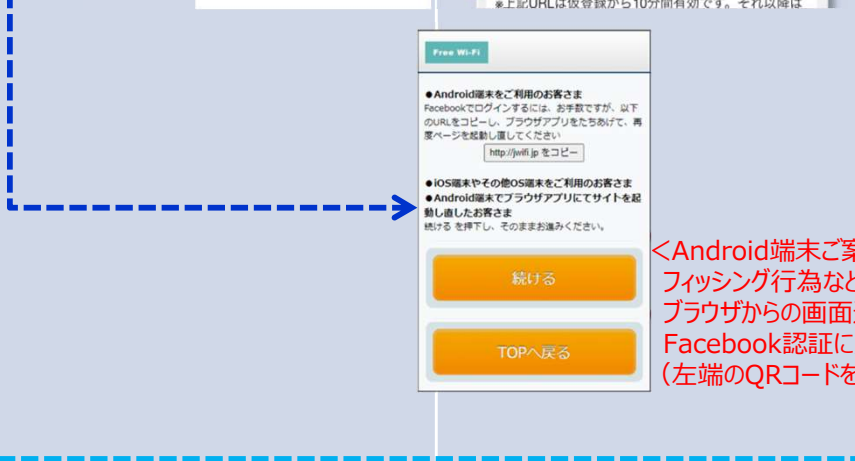 ※上記URLは仮登録から10分間有効です。それ以降は
Free Wi-Fi
●Android端末をご利用のお客さま
Facebookでログインするには、お手数ですが、以下
のURLをコピーし、ブラウザアプリをたちあげて、再
度ページを起動し直してください
http://jwifi.jp をコピー
●iOS端末やその他OS端末をご利用のお客さま
●Android端末でブラウザアプリにてサイトを起
動し直したお客さま
続ける を押下し、そのままお進みください。
続ける
TOPへ戻る
<Android端末ご案
フィッシング行為など
ブラウザからの画面
Facebook認証に
(左端のQRコードを